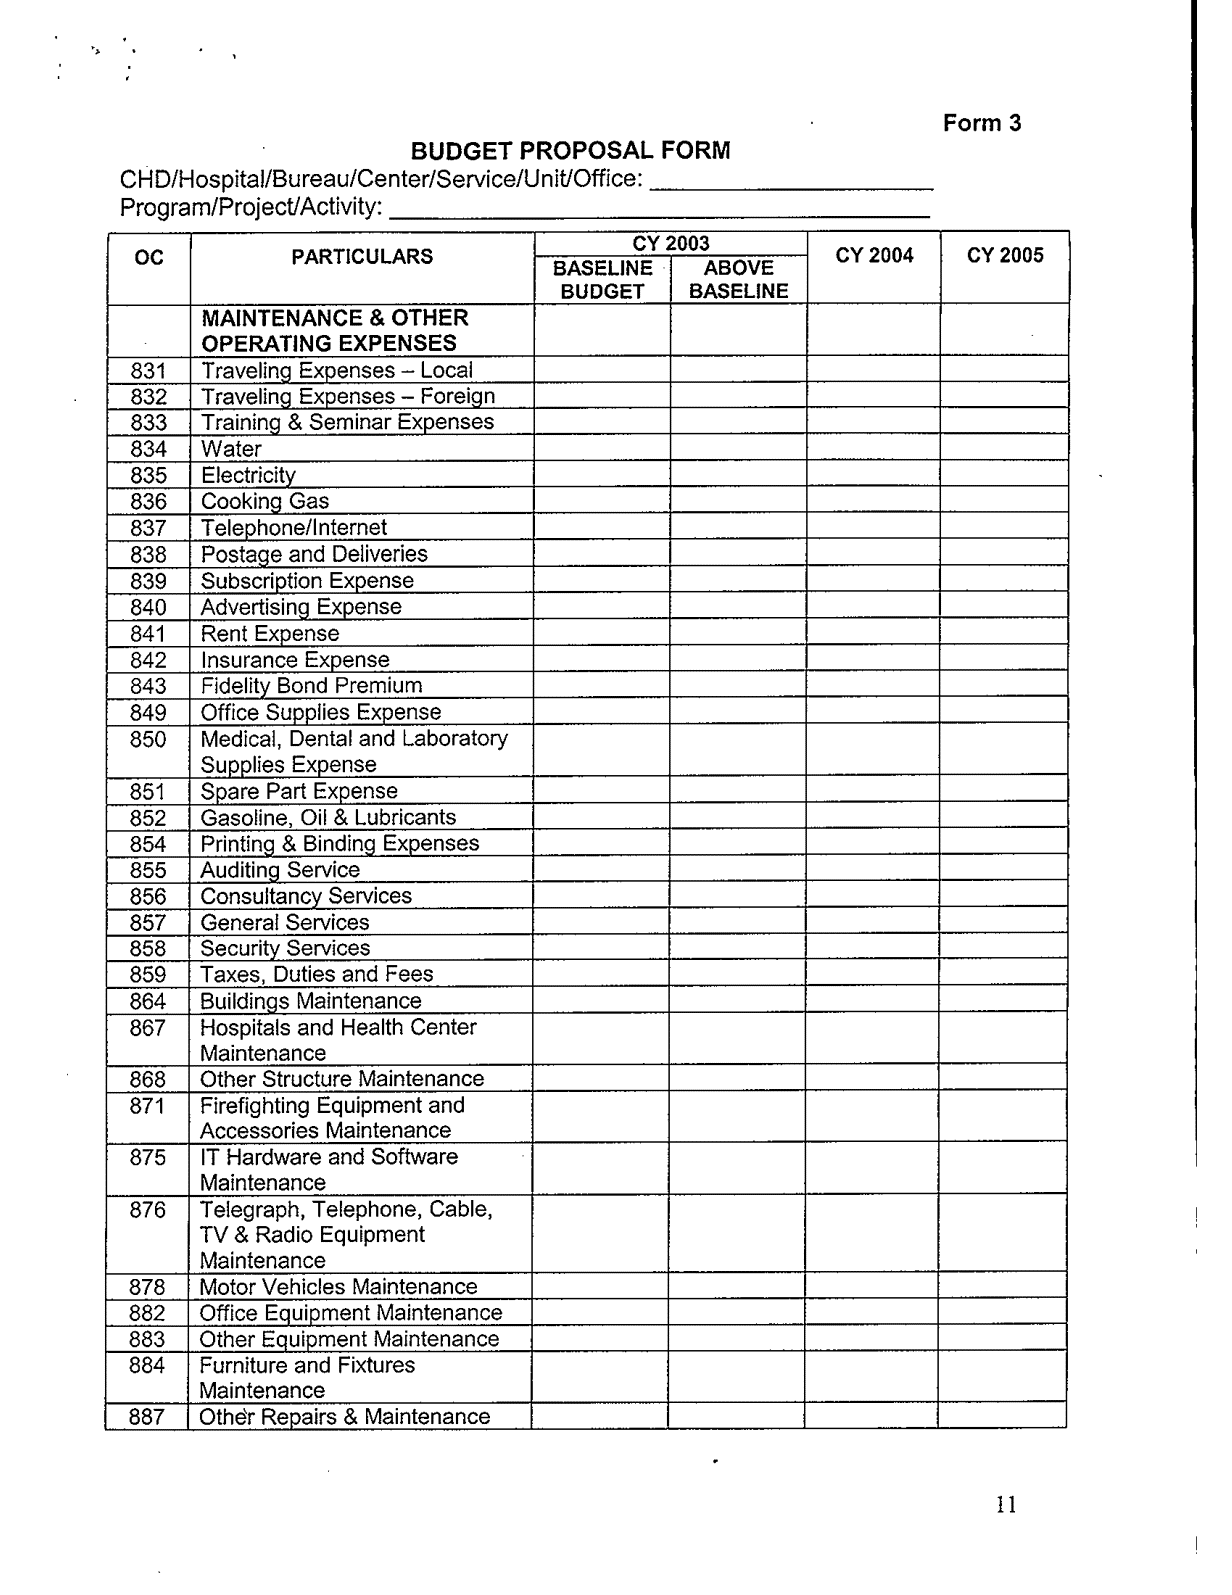 Form 3
BUDGET PROPOSAL FORM
CHD/Hospital/Bureau/Center/Service/Unit/Office:
Program/Project/Activity:
OC PARTICULARS CY 2003 CY 2004 CY 2005
BASELINE BUDGET ABOVE BASELINE
MAINTENANCE & OTHER
OPERATING EXPENSES
831 Traveling Expenses – Local
832 Traveling Expenses – Foreign
833 Training & Seminar Expenses
834 Water
835 Electricity
836 Cooking Gas
837 Telephone/Internet
838 Postage and Deliveries
839 Subscription Expense
840 Advertising Expense
841 Rent Expense
842 Insurance Expense
843 Fidelity Bond Premium
849 Office Supplies Expense
850 Medical, Dental and Laboratory
Supplies Expense
851 Spare Part Expense
852 Gasoline, Oil & Lubricants
854 Printing & Binding Expenses
855 Auditing Service
856 Consultancy Services
857 General Services
858 Security Services
859 Taxes, Duties and Fees
864 Buildings Maintenance
867 Hospitals and Health Center
Maintenance
868 Other Structure Maintenance
871 Firefighting Equipment and
Accessories Maintenance
875 IT Hardware and Software
Maintenance
876 Telegraph, Telephone, Cable,
TV & Radio Equipment
Maintenance
878 Motor Vehicles Maintenance
882 Office Equipment Maintenance
883 Other Equipment Maintenance
884 Furniture and Fixtures
Maintenance
887 Other Repairs & Maintenance
11